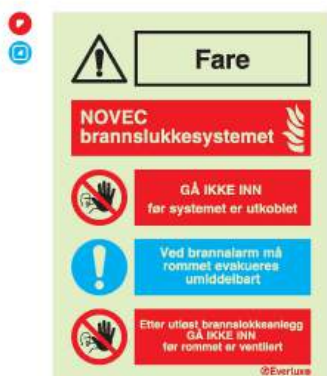 Fare
NOVEC
brannslukkesystemet
GÅ IKKE INN
før systemet er utkoblet
Ved brannalarm må
rommet evakueres
umiddelbart
Etter utløst brannslokkeanlegg
GÅ IKKE INN
før rommet er ventilert
Everlux